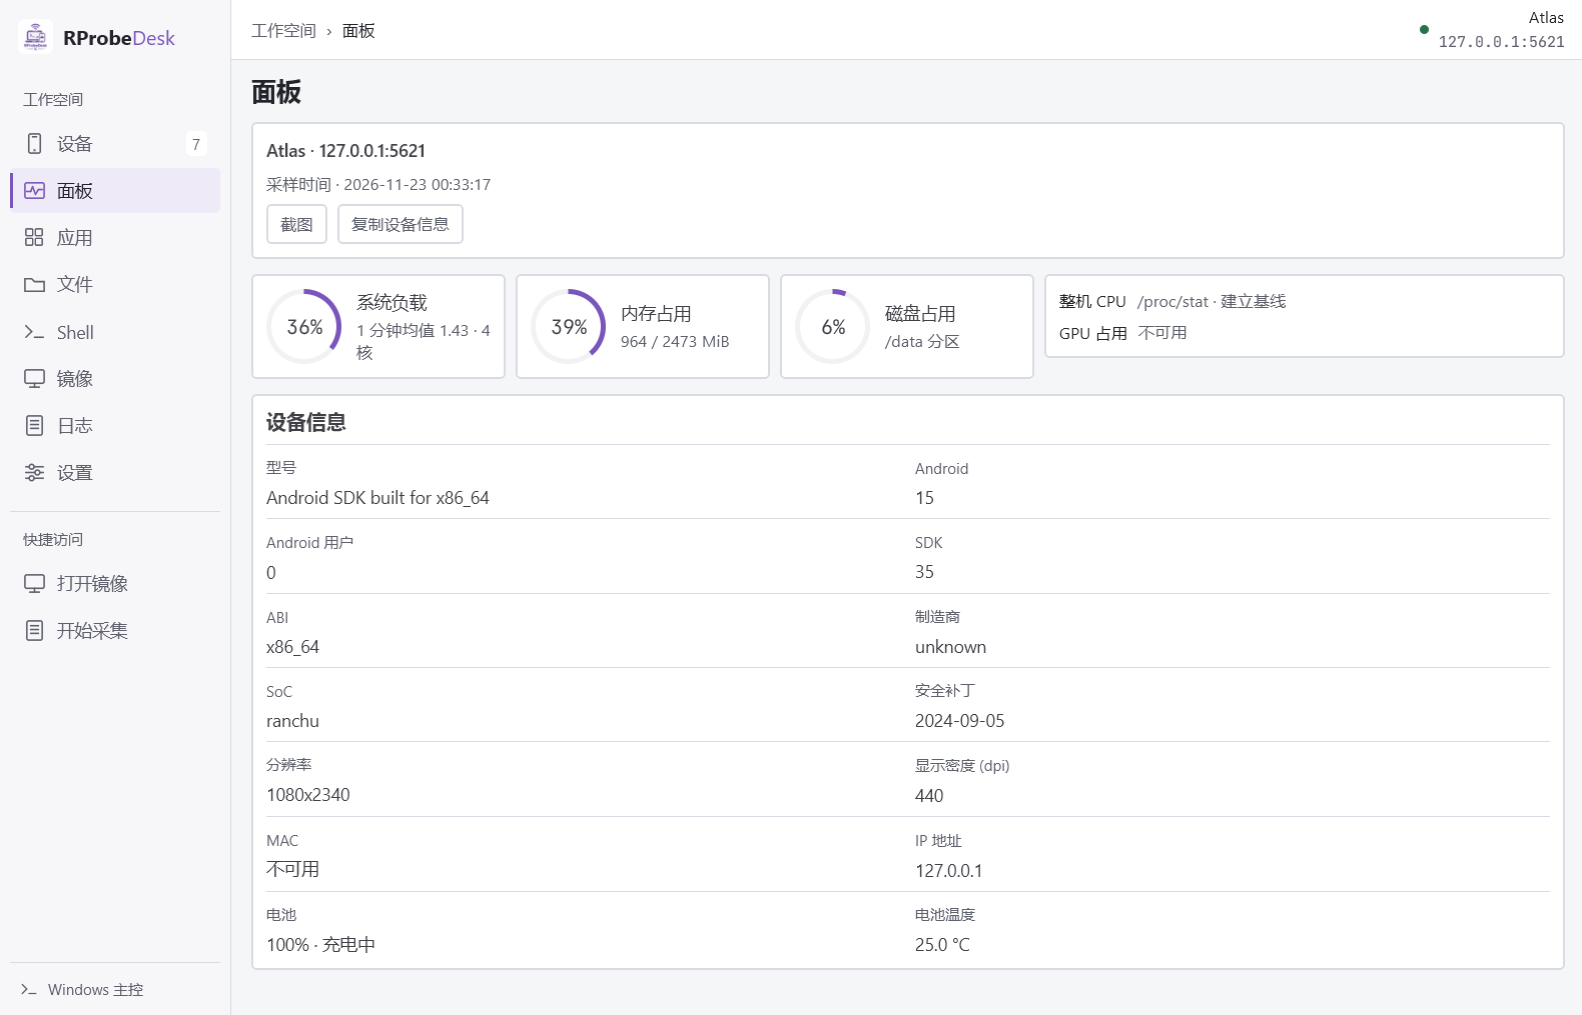 RProbeDesk
工作空间
设备
7
面板
应用
文件
Shell
镜像
日志
设置
快捷访问
打开镜像
开始采集
Windows 主控
工作空间 › 面板
Atlas
127.0.0.1:5621
面板
Atlas · 127.0.0.1:5621
采样时间 · 2026-11-23 00:33:17
截图
复制设备信息
36%
系统负载
1 分钟均值 1.43 · 4
核
39%
内存占用
964 / 2473 MiB
6%
磁盘占用
/data 分区
整机 CPU /proc/stat · 建立基线
GPU 占用 不可用
设备信息
型号
Android SDK built for x86_64
Android
15
Android 用户
0
SDK
35
ABI
x86_64
制造商
unknown
SoC
ranchu
安全补丁
2024-09-05
分辨率
1080x2340
显示密度 (dpi)
440
MAC
不可用
IP 地址
127.0.0.1
电池
100% · 充电中
电池温度
25.0 °C